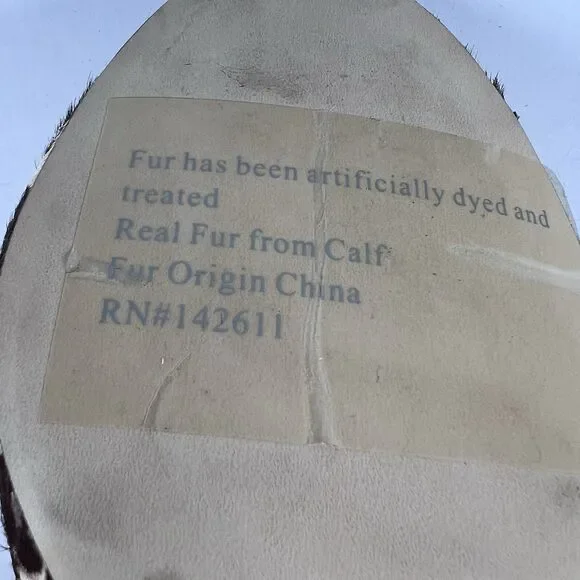 Fur has been artificially dyed and
treated
Real Fur from Calf
Fur Origin China
RN#142611